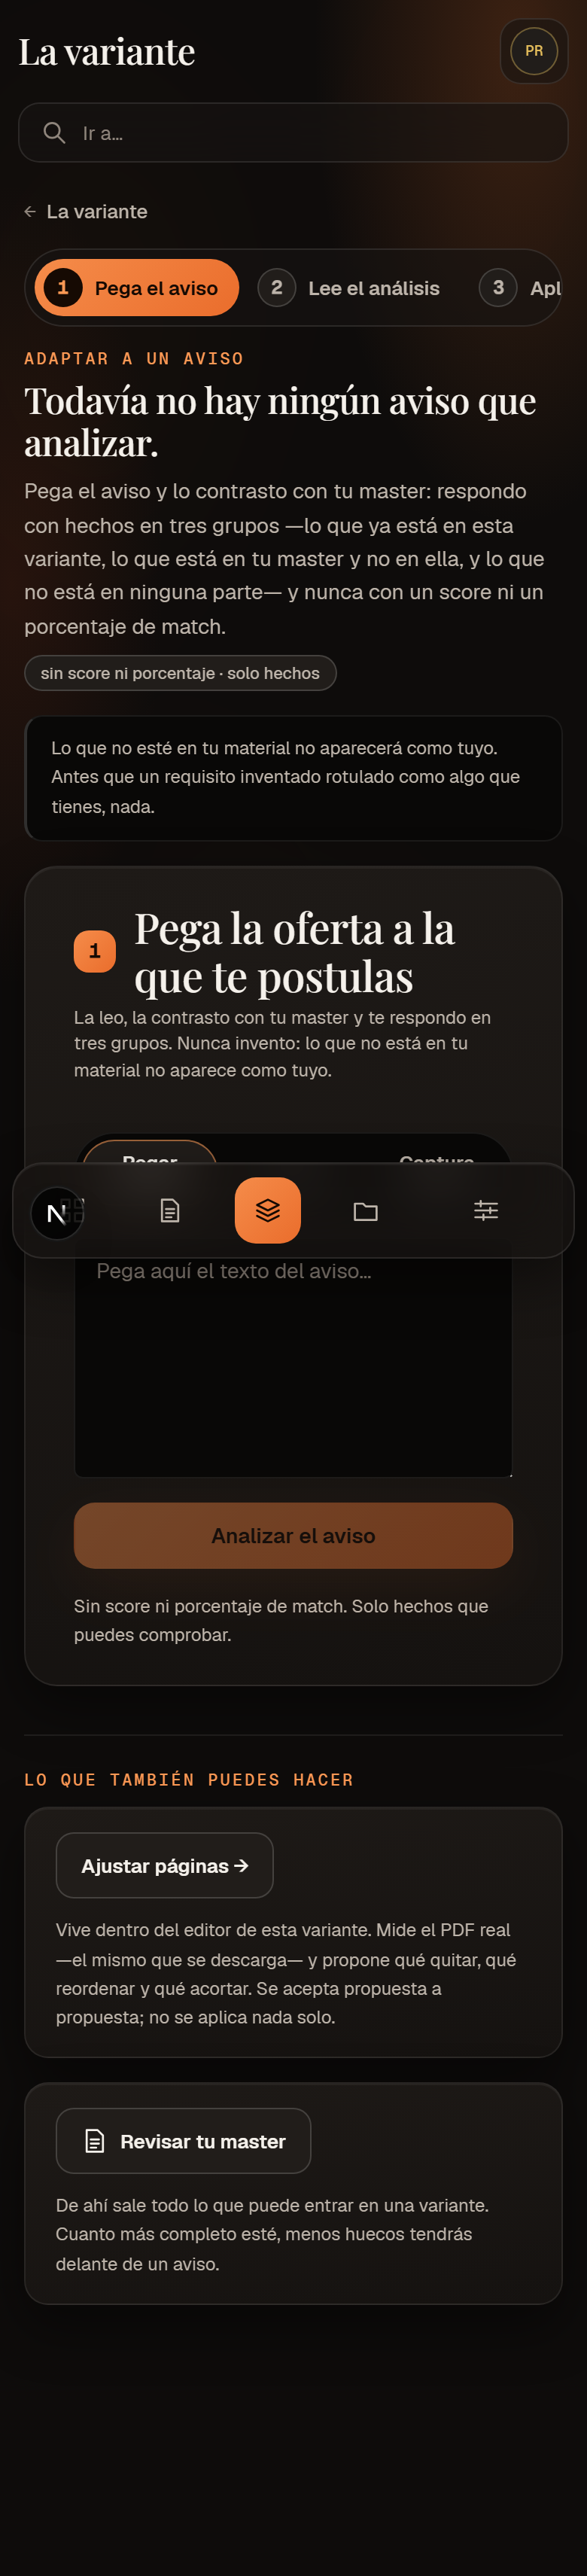 La variante
PR
Ir a...
← La variante
1 Pega el aviso
2 Lee el análisis
3 Apl
ADAPTAR A UN AVISO
Todavía no hay ningún aviso que
analizar.
Pega el aviso y lo contrasto con tu master: respondo
con hechos en tres grupos —lo que ya está en esta
variante, lo que está en tu master y no en ella, y lo que
no está en ninguna parte— y nunca con un score ni un
porcentaje de match.
sin score ni porcentaje · solo hechos
Lo que no esté en tu material no aparecerá como tuyo.
Antes que un requisito inventado rotulado como algo que
tienes, nada.
1 Pega la oferta a la
que te postulas
La leo, la contrasto con tu master y te respondo en
tres grupos. Nunca invento: lo que no está en tu
material no aparece como tuyo.
Pegar
Captura
N
Pega aquí el texto del aviso...
Analizar el aviso
Sin score ni porcentaje de match. Solo hechos que
puedes comprobar.
LO QUE TAMBIÉN PUEDES HACER
Ajustar páginas →
Vive dentro del editor de esta variante. Mide el PDF real
—el mismo que se descarga— y propone qué quitar, qué
reordenar y qué acortar. Se acepta propuesta a
propuesta; no se aplica nada solo.
Revisar tu master
De ahí sale todo lo que puede entrar en una variante.
Cuanto más completo esté, menos huecos tendrás
delante de un aviso.